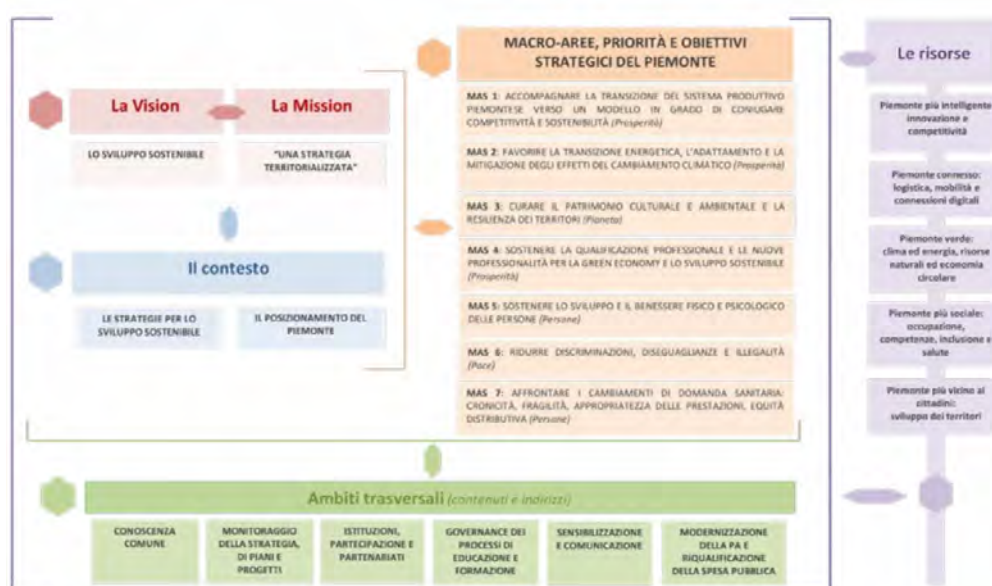 La Vision
La Mission
LO SVILUPPO SOSTENIBILE
"UNA STRATEGIA
TERRITORIALIZZATA"
Il contesto
LE STRATEGIE PER LO
SVILUPPO SOSTENIBILE
IL POSIZIONAMENTO DEL
PIEMONTE
MACRO-AREE, PRIORITÀ E OBIETTIVI
STRATEGICI DEL PIEMONTE
MAS 1: ACCOMPAGNARE LA TRANSIZIONE DEL SISTEMA PRODUTTIVO
PIEMONTESE VERSO UN MODELLO IN GRADO DI CONIUGARE
COMPETITIVITÀ E SOSTENIBILITÀ (Prosperità)
MAS 2: FAVORIRE LA TRANSIZIONE ENERGETICA, L'ADATTAMENTO E LA
MITIGAZIONE DEGLI EFFETTI DEL CAMBIAMENTO CLIMATICO (Prosperità)
MAS 3: CURARE IL PATRIMONIO CULTURALE E AMBIENTALE E LA
RESILIENZA DEI TERRITORI (Pianeta)
MAS 4: SOSTENERE LA QUALIFICAZIONE PROFESSIONALE E LE NUOVE
PROFESSIONALITÀ PER LA GREEN ECONOMY E LO SVILUPPO SOSTENIBILE
(Prosperità)
MAS 5: SOSTENERE LO SVILUPPO E IL BENESSERE FISICO E PSICOLOGICO
DELLE PERSONE (Persone)
MAS 6: RIDURRE DISCRIMINAZIONI, DISEGUAGLIANZE E ILLEGALITÀ
(Pace)
MAS 7: AFFRONTARE I CAMBIAMENTI DI DOMANDA SANITARIA:
CRONICITÀ, FRAGILITÀ, APPROPRIATEZZA DELLE PRESTAZIONI, EQUITÀ
DISTRIBUTIVA (Persone)
Le risorse
Piemonte più intelligente:
innovazione e
competitività
Piemonte connesso:
logistica, mobilità e
connessioni digitali
Piemonte verde:
clima ed energia, risorse
naturali ed economia
circolare
Piemonte più sociale:
occupazione,
competenze, inclusione e
salute
Piemonte più vicino ai
cittadini:
sviluppo dei territori
Ambiti trasversali (contenuti e indirizzi)
CONOSCENZA
COMUNE
MONITORAGGIO
DELLA STRATEGIA,
DI PIANI E
PROGETTI
ISTITUZIONI,
PARTECIPAZIONE E
PARTENARIATI
GOVERNANCE DEI
PROCESSI DI
EDUCAZIONE E
FORMAZIONE
SENSIBILIZZAZIONE
E COMUNICAZIONE
MODERNIZZAZIONE
DELLA PA E
RIQUALIFICAZIONE
DELLA SPESA PUBBLICA